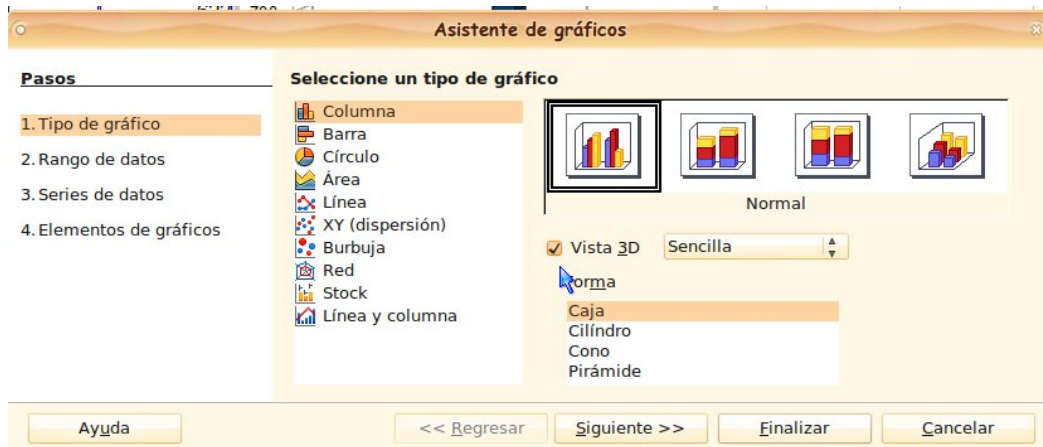 Asistente de gráficos
Pasos
1. Tipo de gráfico
2. Rango de datos
3. Series de datos
4. Elementos de gráficos
Seleccione un tipo de gráfico
Columna
Barra
Círculo
Área
Línea
XY (dispersión)
Burbuja
Red
Stock
Línea y columna
Normal
Vista 3D
Sencilla
Forma
Caja
Cilíndro
Cono
Pirámide
Ayuda
<< Regresar
Siguiente >>
Finalizar
Cancelar